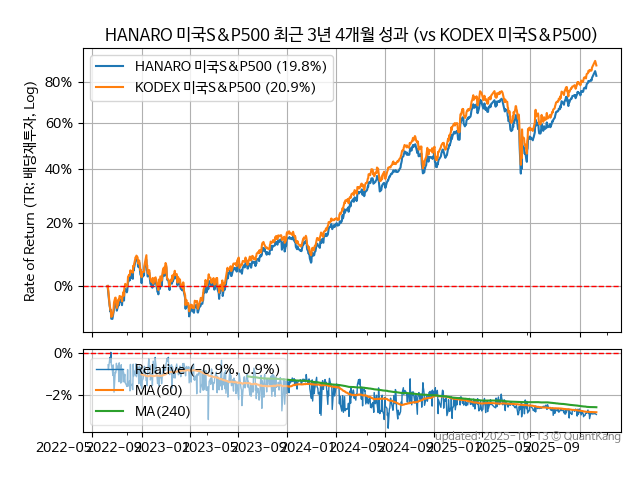 HANARO 미국S&P500 최근 3년 4개월 성과 (vs KODEX 미국S&P500)
HANARO 미국S&P500 (19.8%)
KODEX 미국S&P500 (20.9%)
Rate of Return (TR: 배당재투자, Log)
80%
60%
40%
20%
0%
0%
−2%
Relative (−0.9%, 0.9%)
MA(60)
MA(240)
updated: 2025-10-13 © QuantKang
2022-05
2022-09
2023-01
2023-05
2023-09
2024-01
2024-05
2024-09
2025-01
2025-05
2025-09